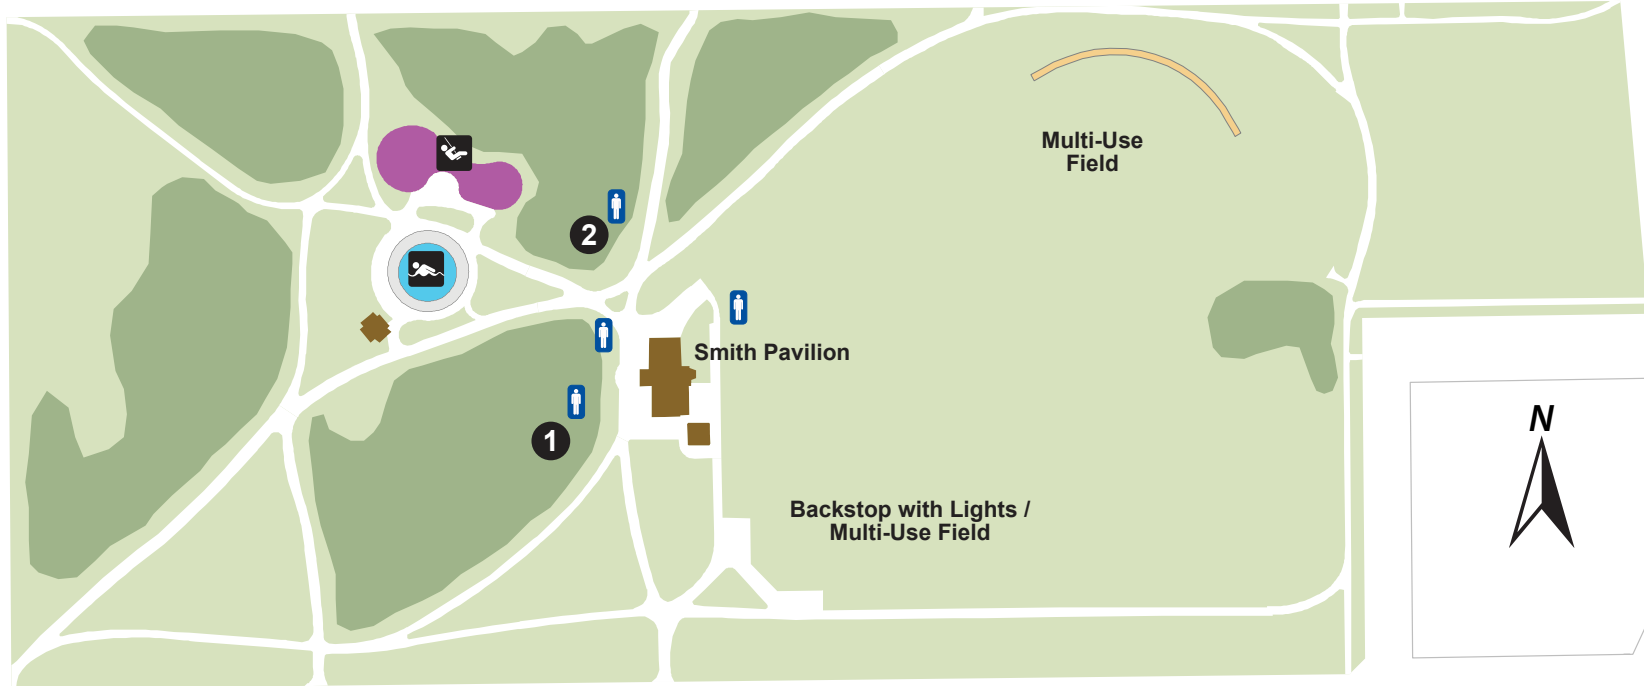 Multi-Use
Field
2
Smith Pavilion
1
N
Backstop with Lights /
Multi-Use Field